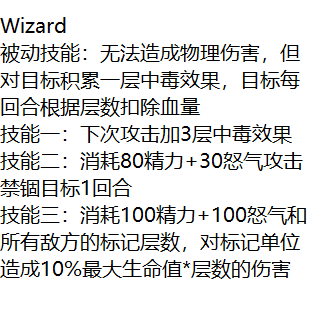 Wizard
被动技能：无法造成物理伤害，但
对目标积累一层中毒效果，目标每
回合根据层数扣除血量
技能一：下次攻击加3层中毒效果
技能二：消耗80精力+30怒气攻击
禁锢目标1回合
技能三：消耗100精力+100怒气和
所有敌方的标记层数，对标记单位
造成10%最大生命值*层数的伤害